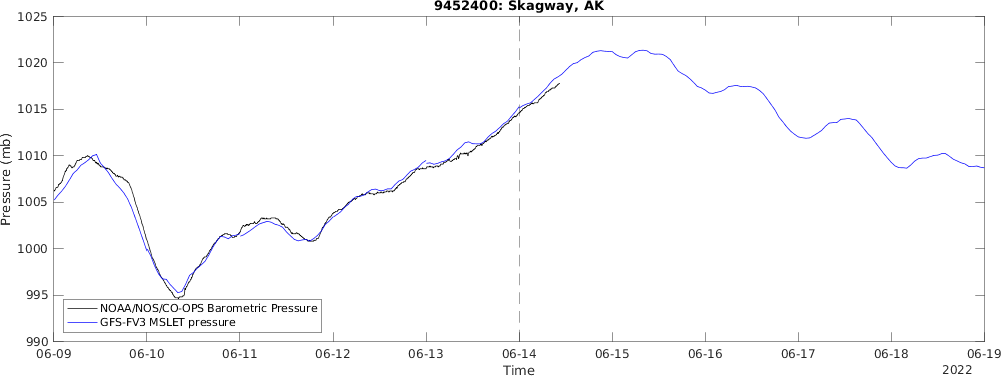 9452400: Skagway, AK
1025
1020
1015
1010
1005
1000
995
990
Pressure (mb)
NOAA/NOS/CO-OPS Barometric Pressure
GFS-FV3 MSLET pressure
06-09 06-10 06-11 06-12 06-13 06-14 06-15 06-16 06-17 06-18 06-19
Time
2022